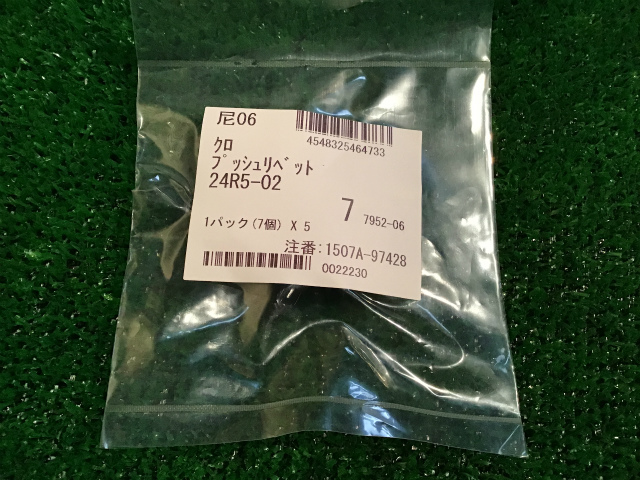 尼06
4548325464733
クロ
プッシュリベット
24R5-02
7 7952-06
1パック(7個) X 5
注番:1507A-97428
0022230